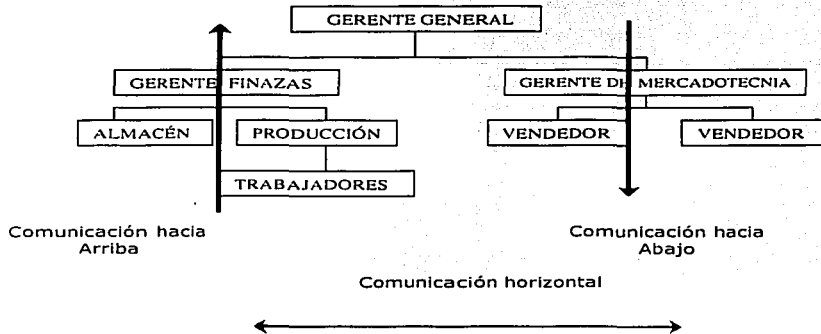 GERENTE GENERAL
GERENTE FINAZAS
GERENTE DE MERCADOTECNIA
ALMACÉN
PRODUCCIÓN
VENDEDOR
VENDEDOR
TRABAJADORES
Comunicación hacia
Arriba
Comunicación hacia
Abajo
Comunicación horizontal